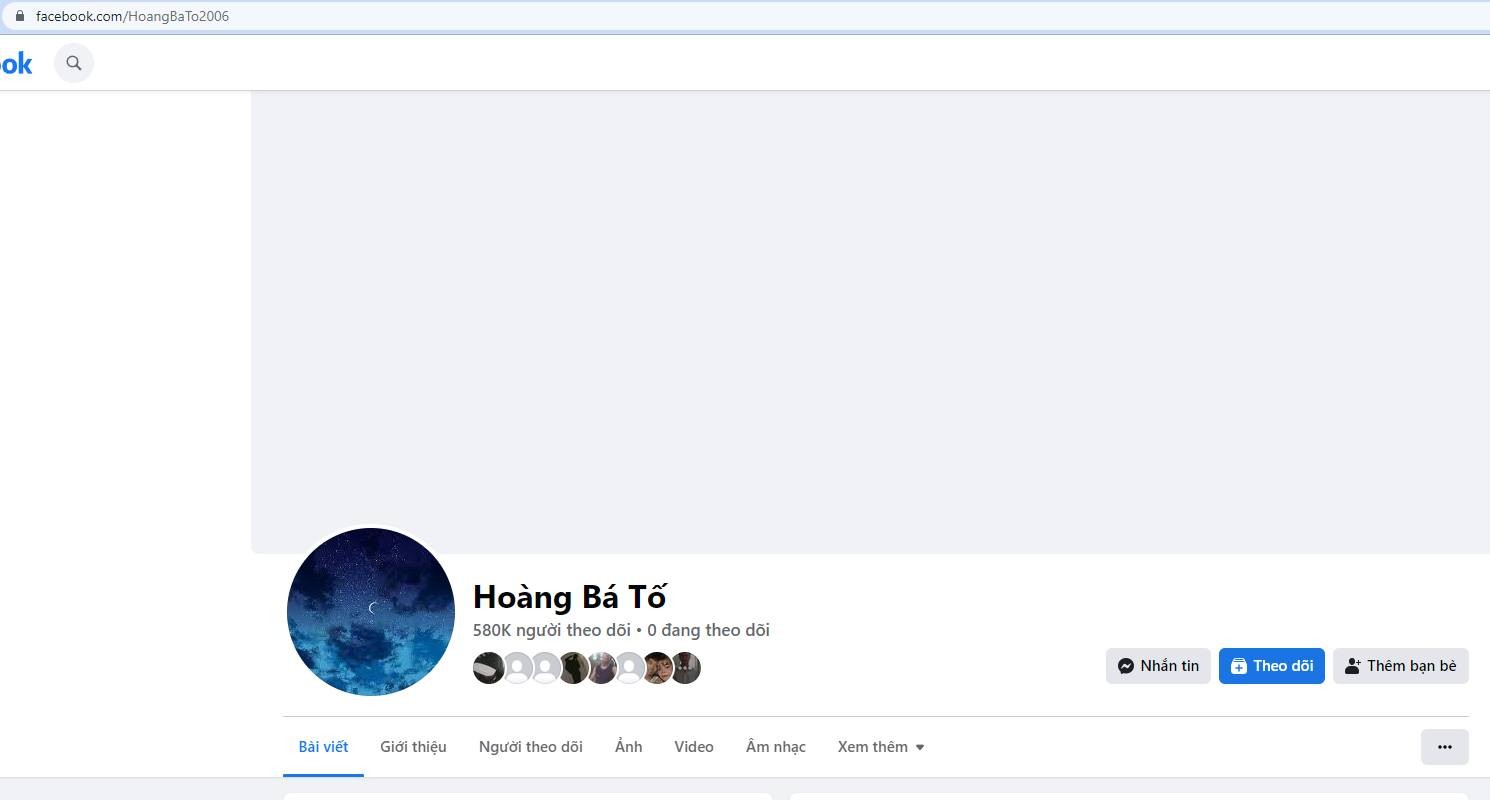 facebook.com/HoangBaTo2006
ok
Hoàng Bá Tố
580K người theo dõi • 0 đang theo dõi
Nhắn tin
Theo dõi
Thêm bạn bè
Bài viết
Giới thiệu
Người theo dõi
Ảnh
Video
Âm nhạc
Xem thêm